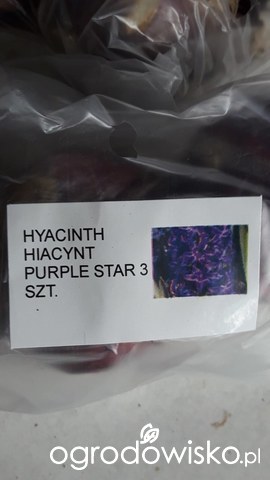 HYACINTH
HIACYNT
PURPLE STAR 3
SZT.
ogrodowisko.pl